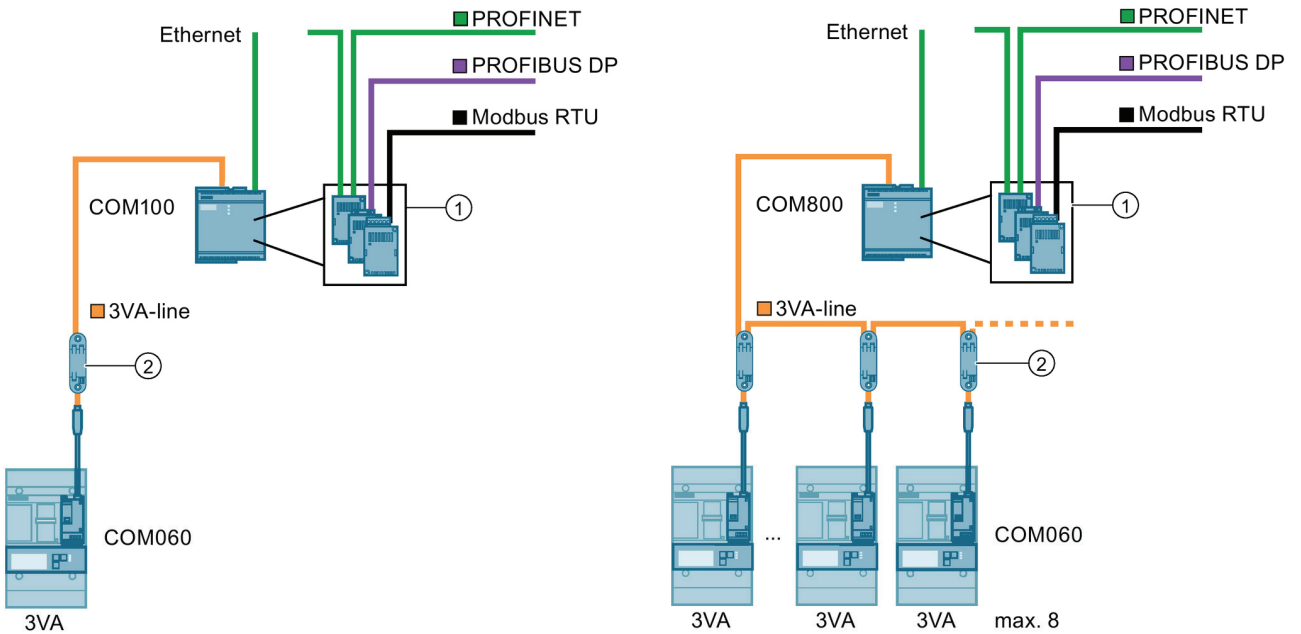 PROFINET
Ethernet
PROFIBUS DP
Modbus RTU
COM100
1
3VA-line
2
COM060
3VA
PROFINET
Ethernet
PROFIBUS DP
Modbus RTU
COM800
1
3VA-line
2
...
COM060
3VA
3VA
3VA
max. 8